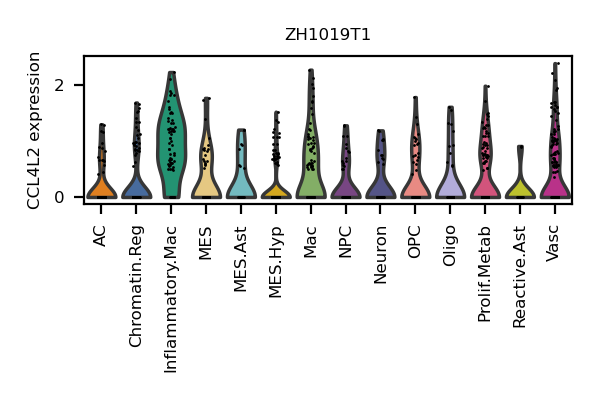 ZH1019T1
CCL4L2 expression
2
0
AC
Chromatin.Reg
Inflammatory.Mac
MES
MES.Ast
MES.Hyp
Mac
NPC
Neuron
OPC
Oligo
Prolif.Metab
Reactive.Ast
Vasc